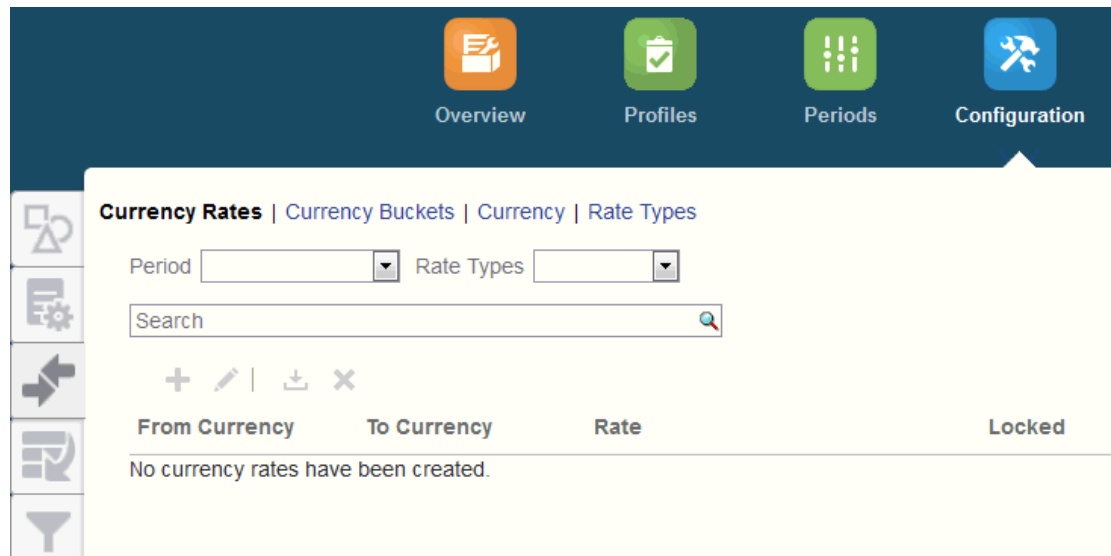 Overview Profiles Periods Configuration
Currency Rates | Currency Buckets | Currency | Rate Types
Period Rate Types
Search
From Currency To Currency Rate Locked
No currency rates have been created.